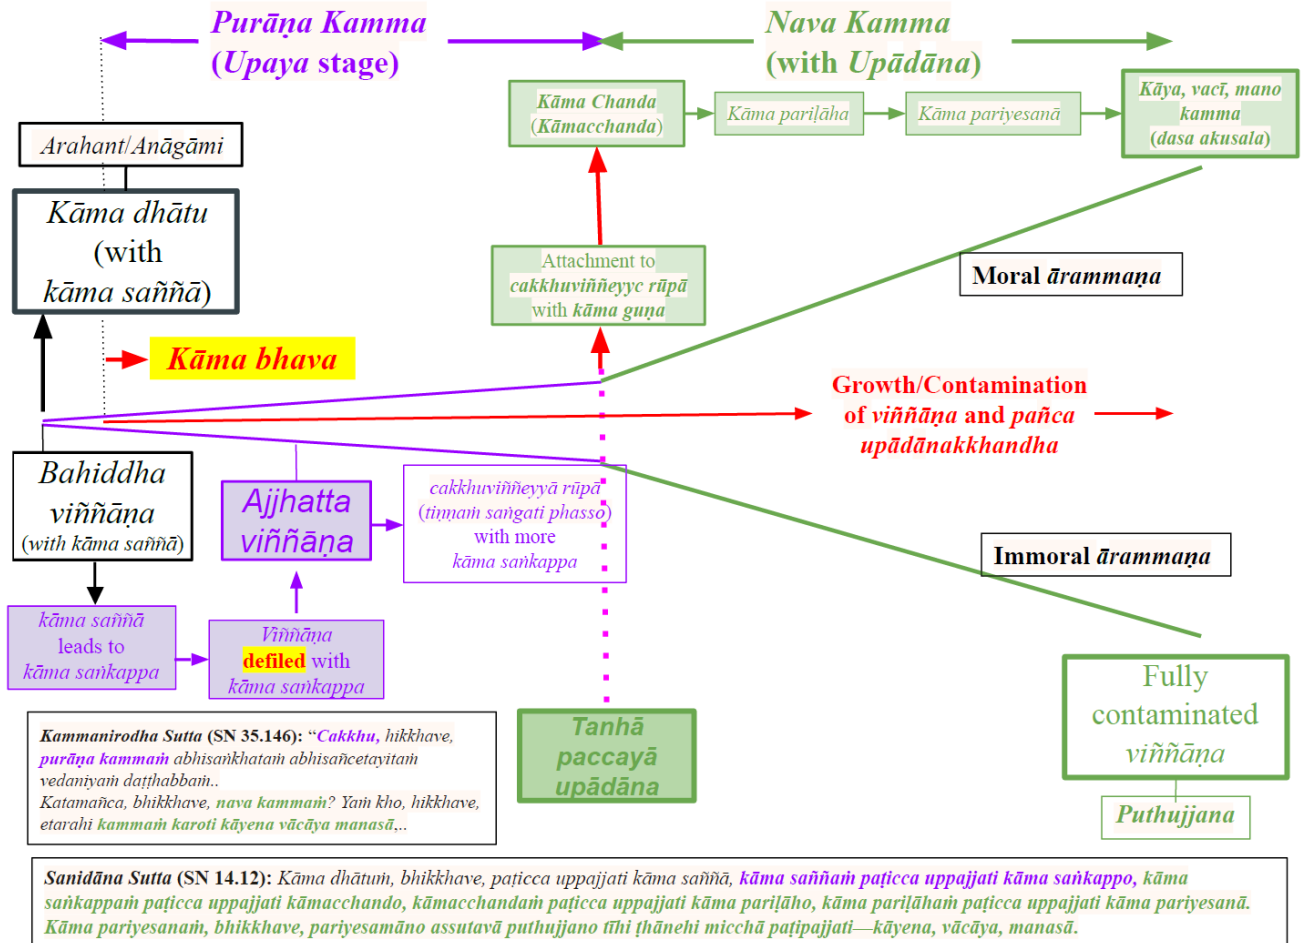 Purāṇa Kamma
(Upaya stage)
Nava Kamma
(with Upādāna)
Kāma Chanda
(Kāmacchanda)
Kāma pariḷāha
Kāma pariyesanā
Kāya, vacī, mano
kamma
(dasa akusala)
Arahant/Anāgāmi
Kāma dhātu
(with
kāma saññā)
Attachment to
cakkhuviññeyyc rūpā
with kāma guṇa
Moral ārammaṇa
Kāma bhava
Growth/Contamination
of viññāṇa and pañca
upādānakkhandha
Bahiddha
viññāṇa
(with kāma saññā)
Ajjhatta
viññāṇa
cakkhuviññeyyā rūpā
(tiṇṇaṁ saṅgati phasso)
with more
kāma saṅkappa
Immoral ārammaṇa
kāma saññā
leads to
kāma saṅkappa
Viññāṇa
defiled with
kāma saṅkappa
Fully
contaminated
viññāṇa
Puthujjana
Tanhā
paccayā
upādāna
Kammanirodha Sutta (SN 35.146): “Cakkhu, hikkhave,
purāṇa kammaṁ abhisaṅkhataṁ abhisañcetayitaṁ
vedaniyaṁ daṭṭhabbaṁ..
Katamañca, bhikkhave, nava kammaṁ? Yaṁ kho, hikkhave,
etarahi kammaṁ karoti kāyena vācāya manasā,..
Sanidāna Sutta (SN 14.12): Kāma dhātuṁ, bhikkhave, paṭicca uppajjati kāma saññā, kāma saññaṁ paṭicca uppajjati kāma saṅkappo, kāma
saṅkappaṁ paṭicca uppajjati kāmacchando, kāmacchandaṁ paṭicca uppajjati kāma pariḷāho, kāma pariḷāhaṁ paṭicca uppajjati kāma pariyesanā.
Kāma pariyesanaṁ, bhikkhave, pariyesamāno assutavā puthujjano tīhi ṭhānehi micchā paṭipajjati—kāyena, vācāya, manasā.